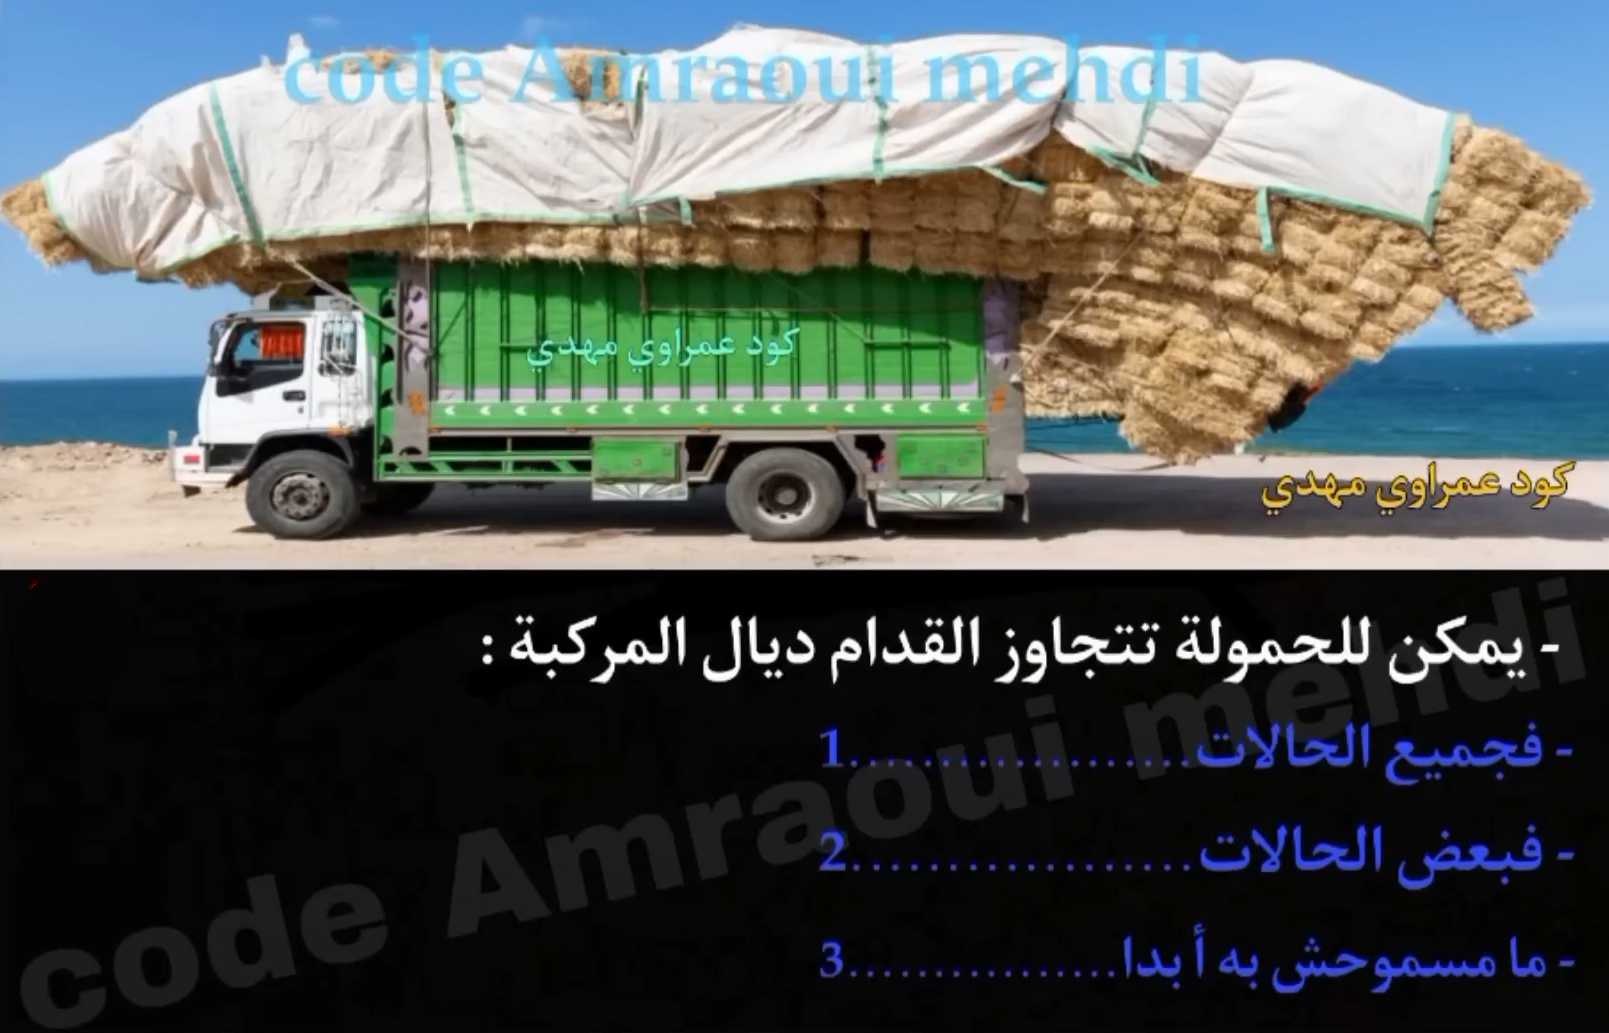 code Amraoui mehdi
كود عمراوي مهدي
كود عمراوي مهدي
- يمكن للحمولة تتجاوز القدام ديال المركبة :
- فجميع الحالات....................1
- فبعض الحالات....................2
- ما مسموحش به أبدا................3
code Amraoui mehdi